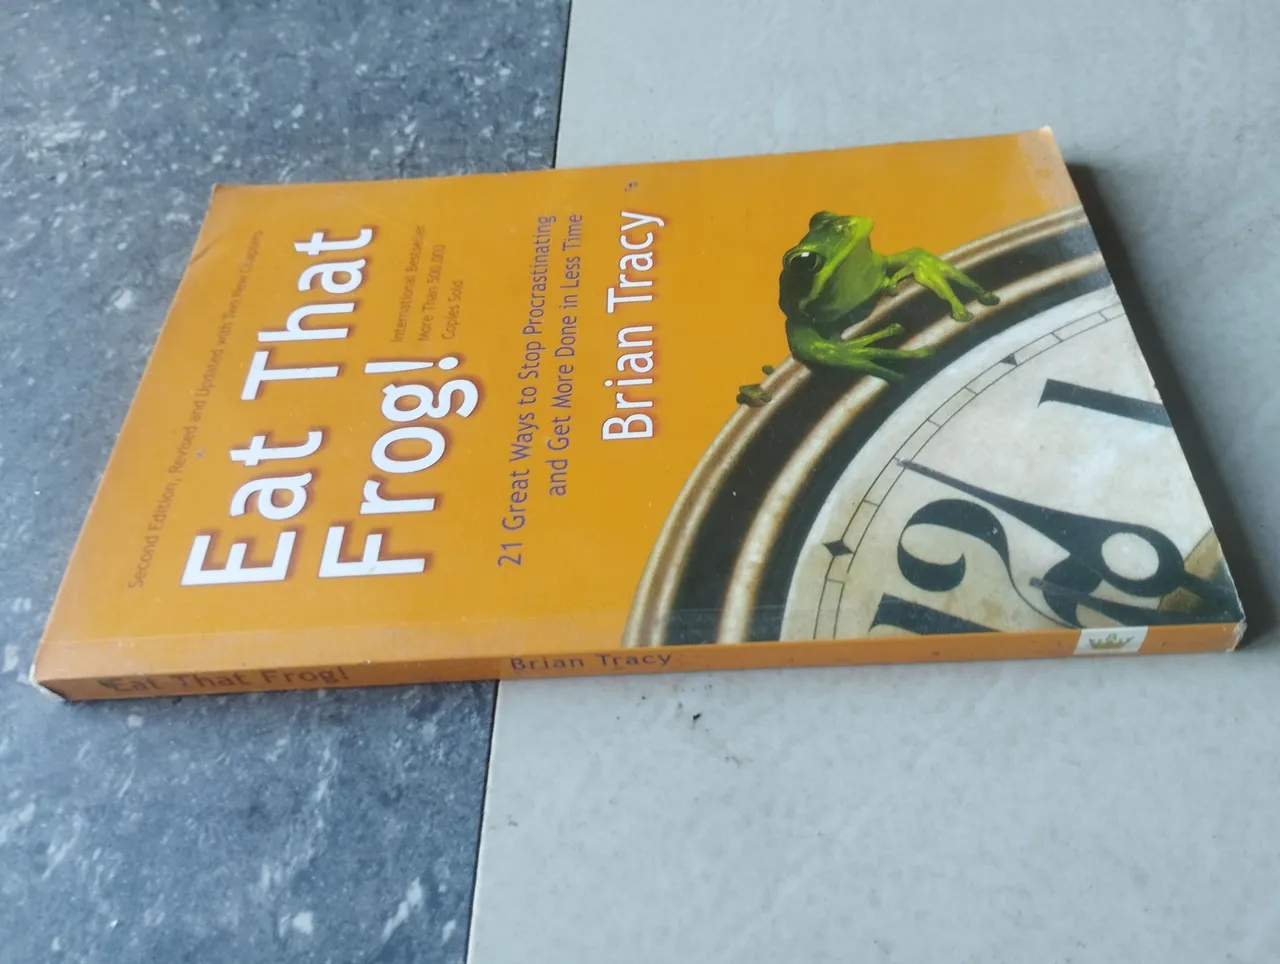 Second Edition, Revised and Updated with Two New Chapters
Eat That
Frog!
International Bestseller
More Than 500,000
Copies Sold
21 Great Ways to Stop Procrastinating
and Get More Done in Less Time
Brian Tracy
1
Eat That Frog!
Brian Tracy